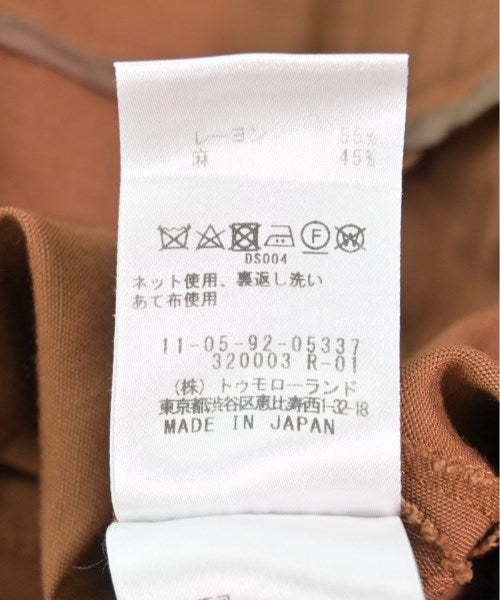 レーヨン 55%
麻 45%
F W
DS004
ネット使用、裏返し洗い
あて布使用
11-05-92-05337
320003 R-01
(株) トゥモローランド
東京都渋谷区恵比寿西1-32-18
MADE IN JAPAN